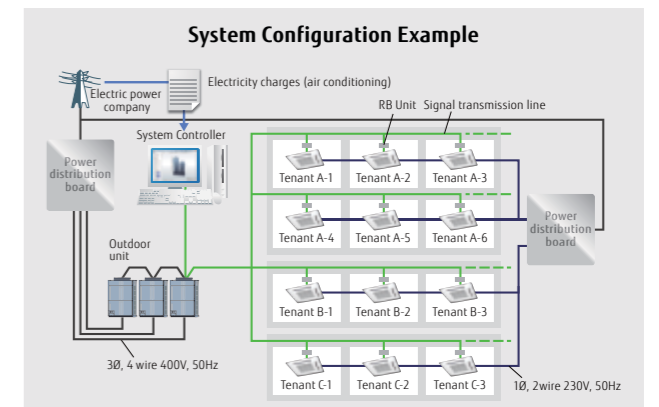 System Configuration Example
Electric power
company
Electricity charges (air conditioning)
RB Unit
Signal transmission line
System Controller
Power
distribution
board
Tenant A-1
Tenant A-2
Tenant A-3
Tenant A-4
Tenant A-5
Tenant A-6
Power
distribution
board
Outdoor
unit
Tenant B-1
Tenant B-2
Tenant B-3
3Ø, 4 wire 400V, 50Hz
Tenant C-1
Tenant C-2
Tenant C-3
1Ø, 2wire 230V, 50Hz